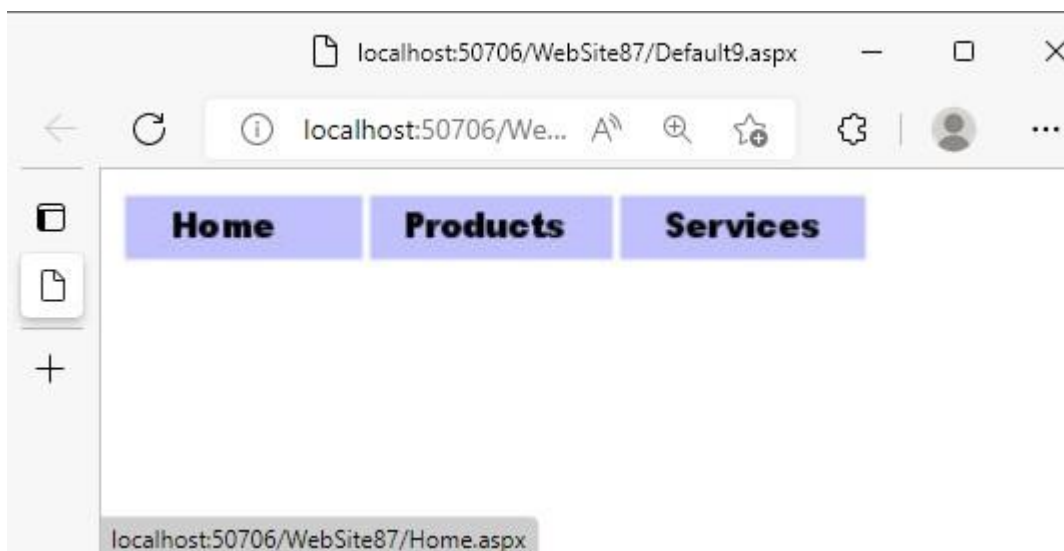 localhost:50706/WebSite87/Default9.aspx
localhost:50706/We...
Home Products Services
localhost:50706/WebSite87/Home.aspx